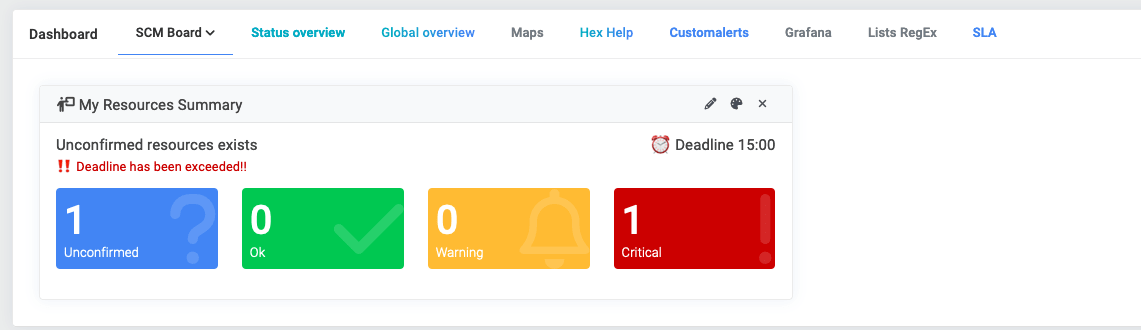 Dashboard SCM Board Status overview Global overview Maps Hex Help Customalerts Grafana Lists RegEx SLA
My Resources Summary
Unconfirmed resources exists Deadline 15:00
Deadline has been exceeded!!
1 0 0 1
Unconfirmed Ok Warning Critical